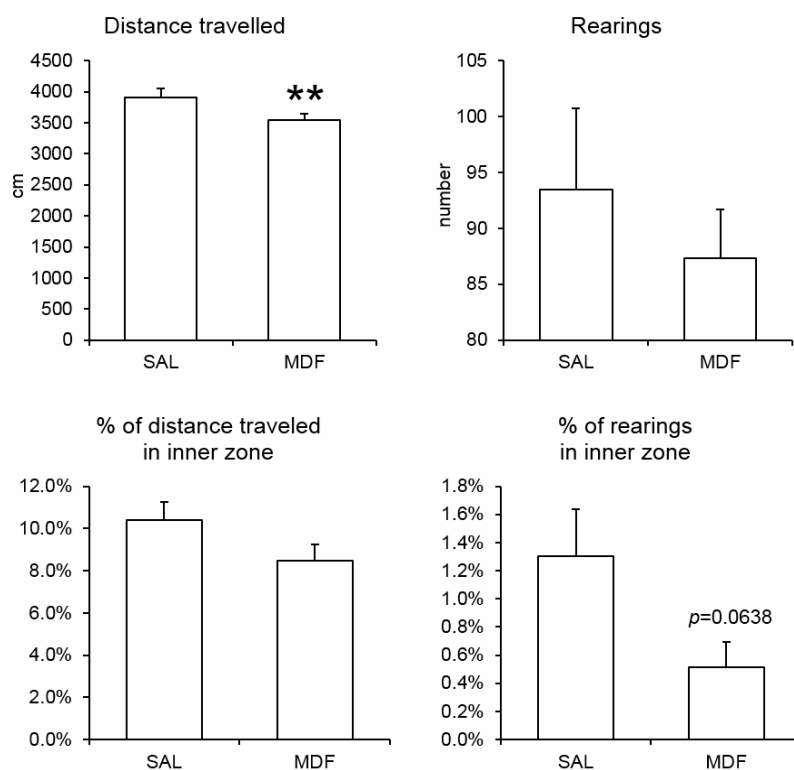 Distance travelled
4500
4000
3500
3000
2500
2000
1500
1000
500
0
cm
**
SAL MDF
Rearings
105
100
95
90
85
80
number
SAL MDF
% of distance traveled
in inner zone
12.0%
10.0%
8.0%
6.0%
4.0%
2.0%
0.0%
SAL MDF
% of rearings
in inner zone
1.8%
1.6%
1.4%
1.2%
1.0%
0.8%
0.6%
0.4%
0.2%
0.0%
p=0.0638
SAL MDF